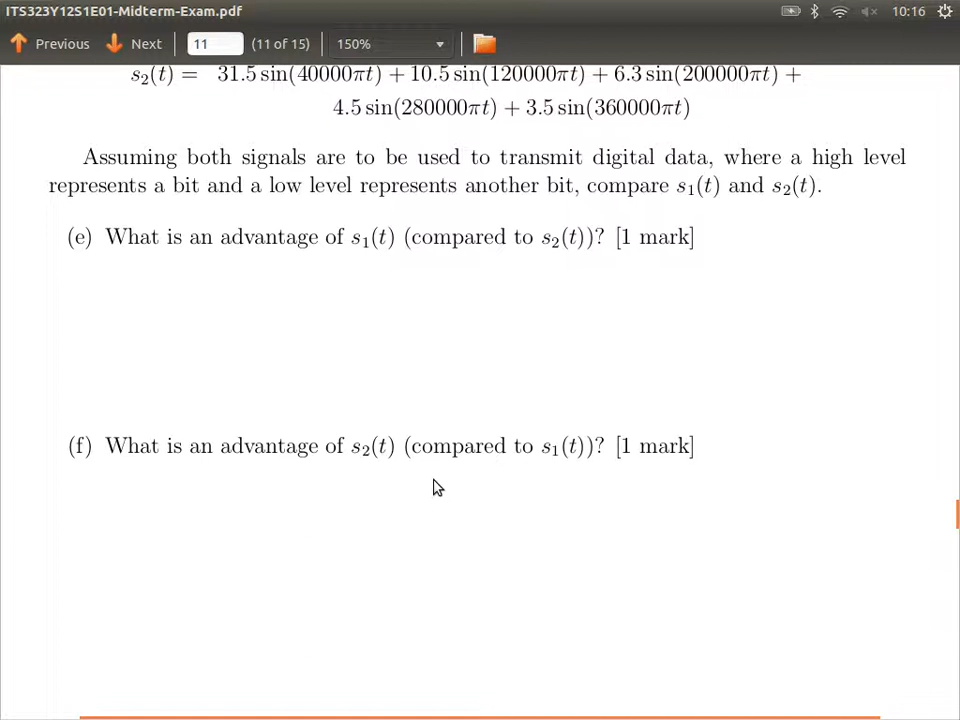 ITS323Y12S1E01-Midterm-Exam.pdf 10:16
Previous Next 11 (11 of 15) 150%
s₂(t) = 31.5 sin(40000πt) + 10.5 sin(120000πt) + 6.3 sin(200000πt) +
4.5 sin(280000πt) + 3.5 sin(360000πt)
Assuming both signals are to be used to transmit digital data, where a high level
represents a bit and a low level represents another bit, compare s₁(t) and s₂(t).
(e) What is an advantage of s₁(t) (compared to s₂(t))? [1 mark]
(f) What is an advantage of s₂(t) (compared to s₁(t))? [1 mark]